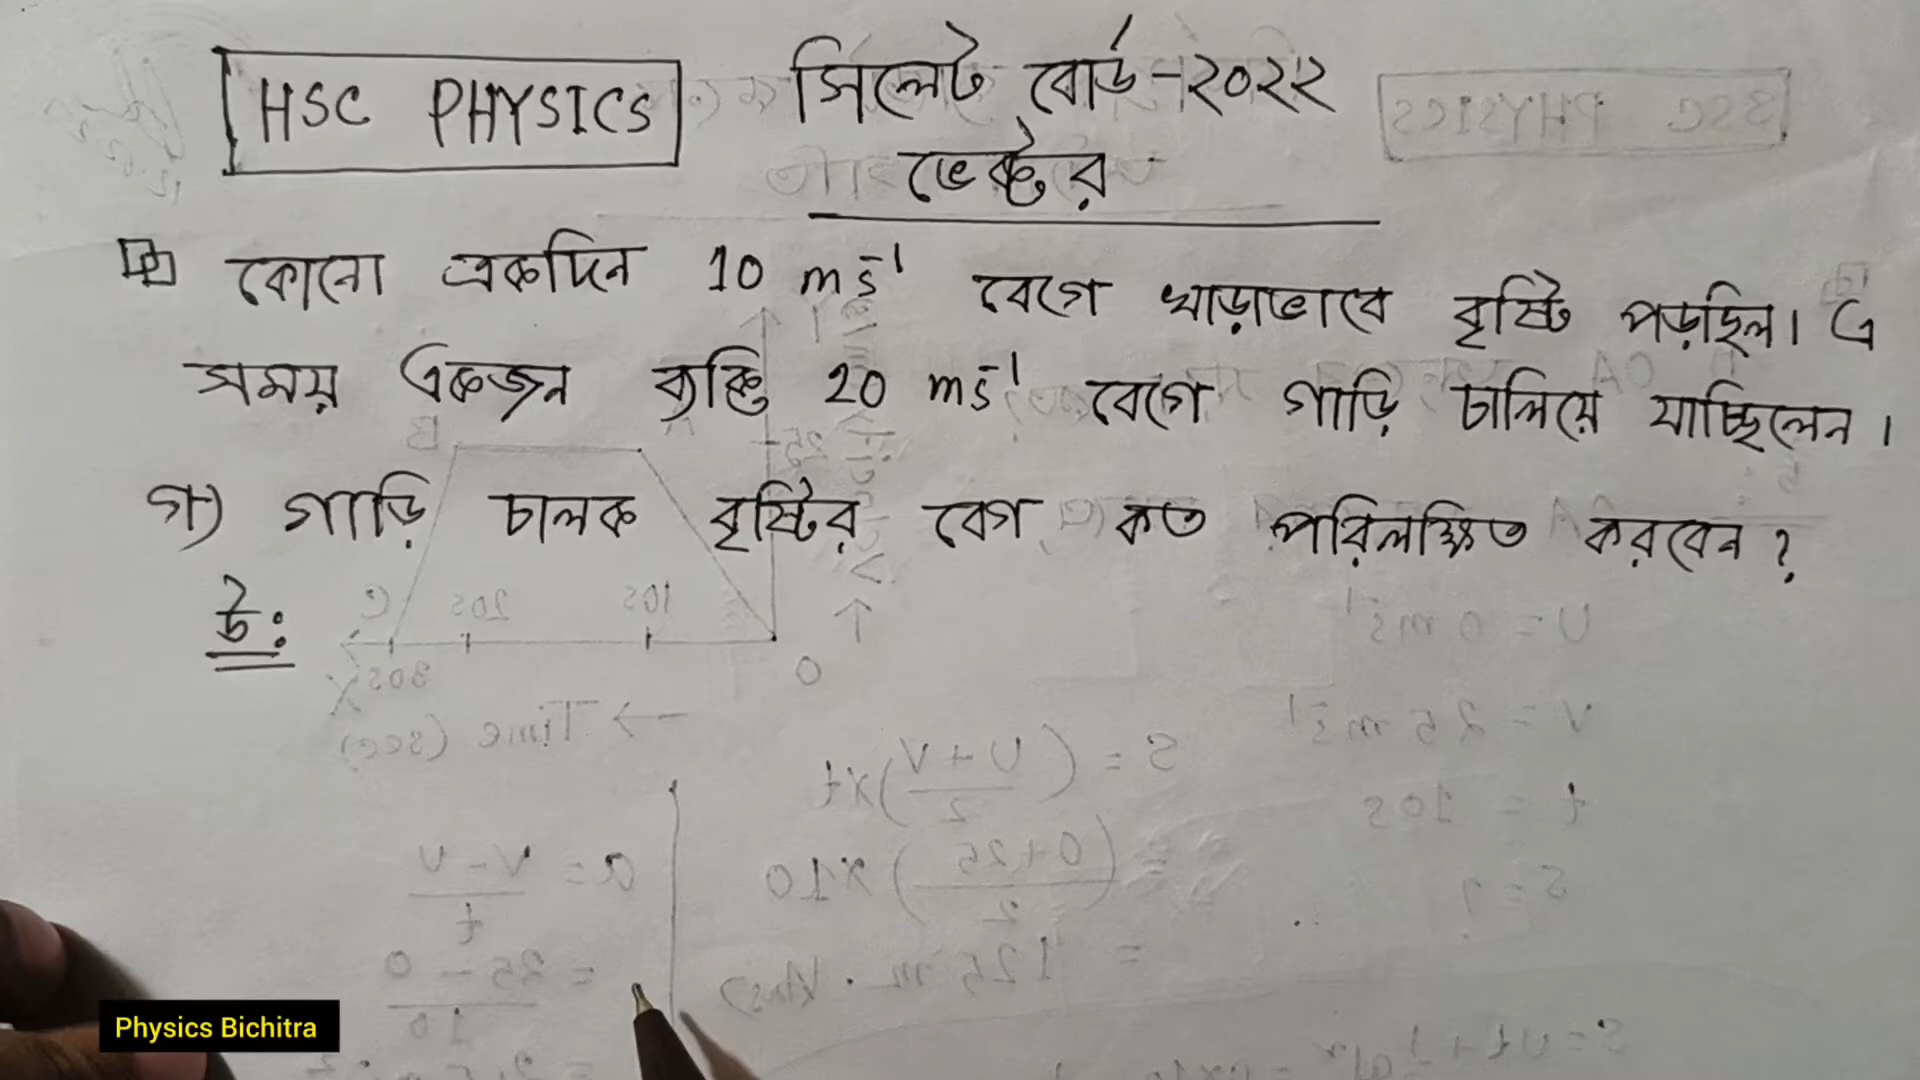 HSC PHYSICS
সিলেট বোর্ড-২০২২
ভেক্টর
কোনো একদিন 10 ms⁻¹ বেগে খাড়াভাবে বৃষ্টি পড়ছিল। এ
সময় একজন ব্যক্তি 20 ms⁻¹ বেগে গাড়ি চালিয়ে যাচ্ছিলেন।
গ) গাড়ি চালক বৃষ্টির বেগ কত পরিলক্ষিত করবেন?
উ:
Physics Bichitra